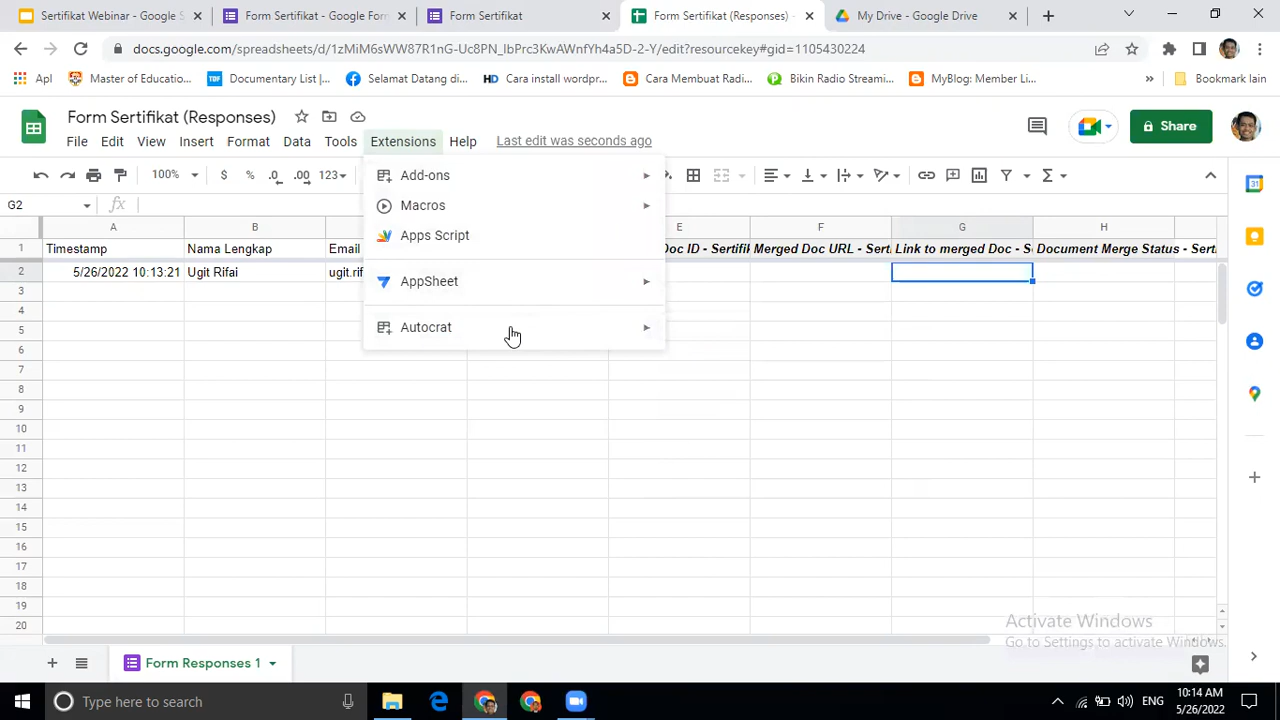 Sertifikat Webinar - Google S
Form Sertifikat - Google Form
Form Sertifikat
Form Sertifikat (Responses) -
My Drive - Google Drive
docs.google.com/spreadsheets/d/1zMiM6sWW87R1nG-Uc8PN_lbPrc3KwAWnfYh4a5D-2-Y/edit?resourcekey#gid=1105430224
Apl
Master of Education...
Documentary List |...
Selamat Datang di...
Cara install wordpr...
Cara Membuat Radi...
Bikin Radio Streami...
MyBlog: Member Li...
»
Bookmark lain
Form Sertifikat (Responses)
File Edit View Insert Format Data Tools Extensions Help Last edit was seconds ago
Share
100% $ % .0 .00 123
G2
fx
Add-ons
Macros
Apps Script
AppSheet
Autocrat
A B E F G H
1 Timestamp Nama Lengkap Email Doc ID - Sertifik Merged Doc URL - Sert Link to merged Doc - S Document Merge Status - Sert
2 5/26/2022 10:13:21 Ugit Rifai ugit.rif
3
4
5
6
7
8
9
10
11
12
13
14
15
16
17
18
19
20
Activate Windows
Go to Settings to activate Windows.
Form Responses 1
Type here to search
ENG
10:14 AM
5/26/2022